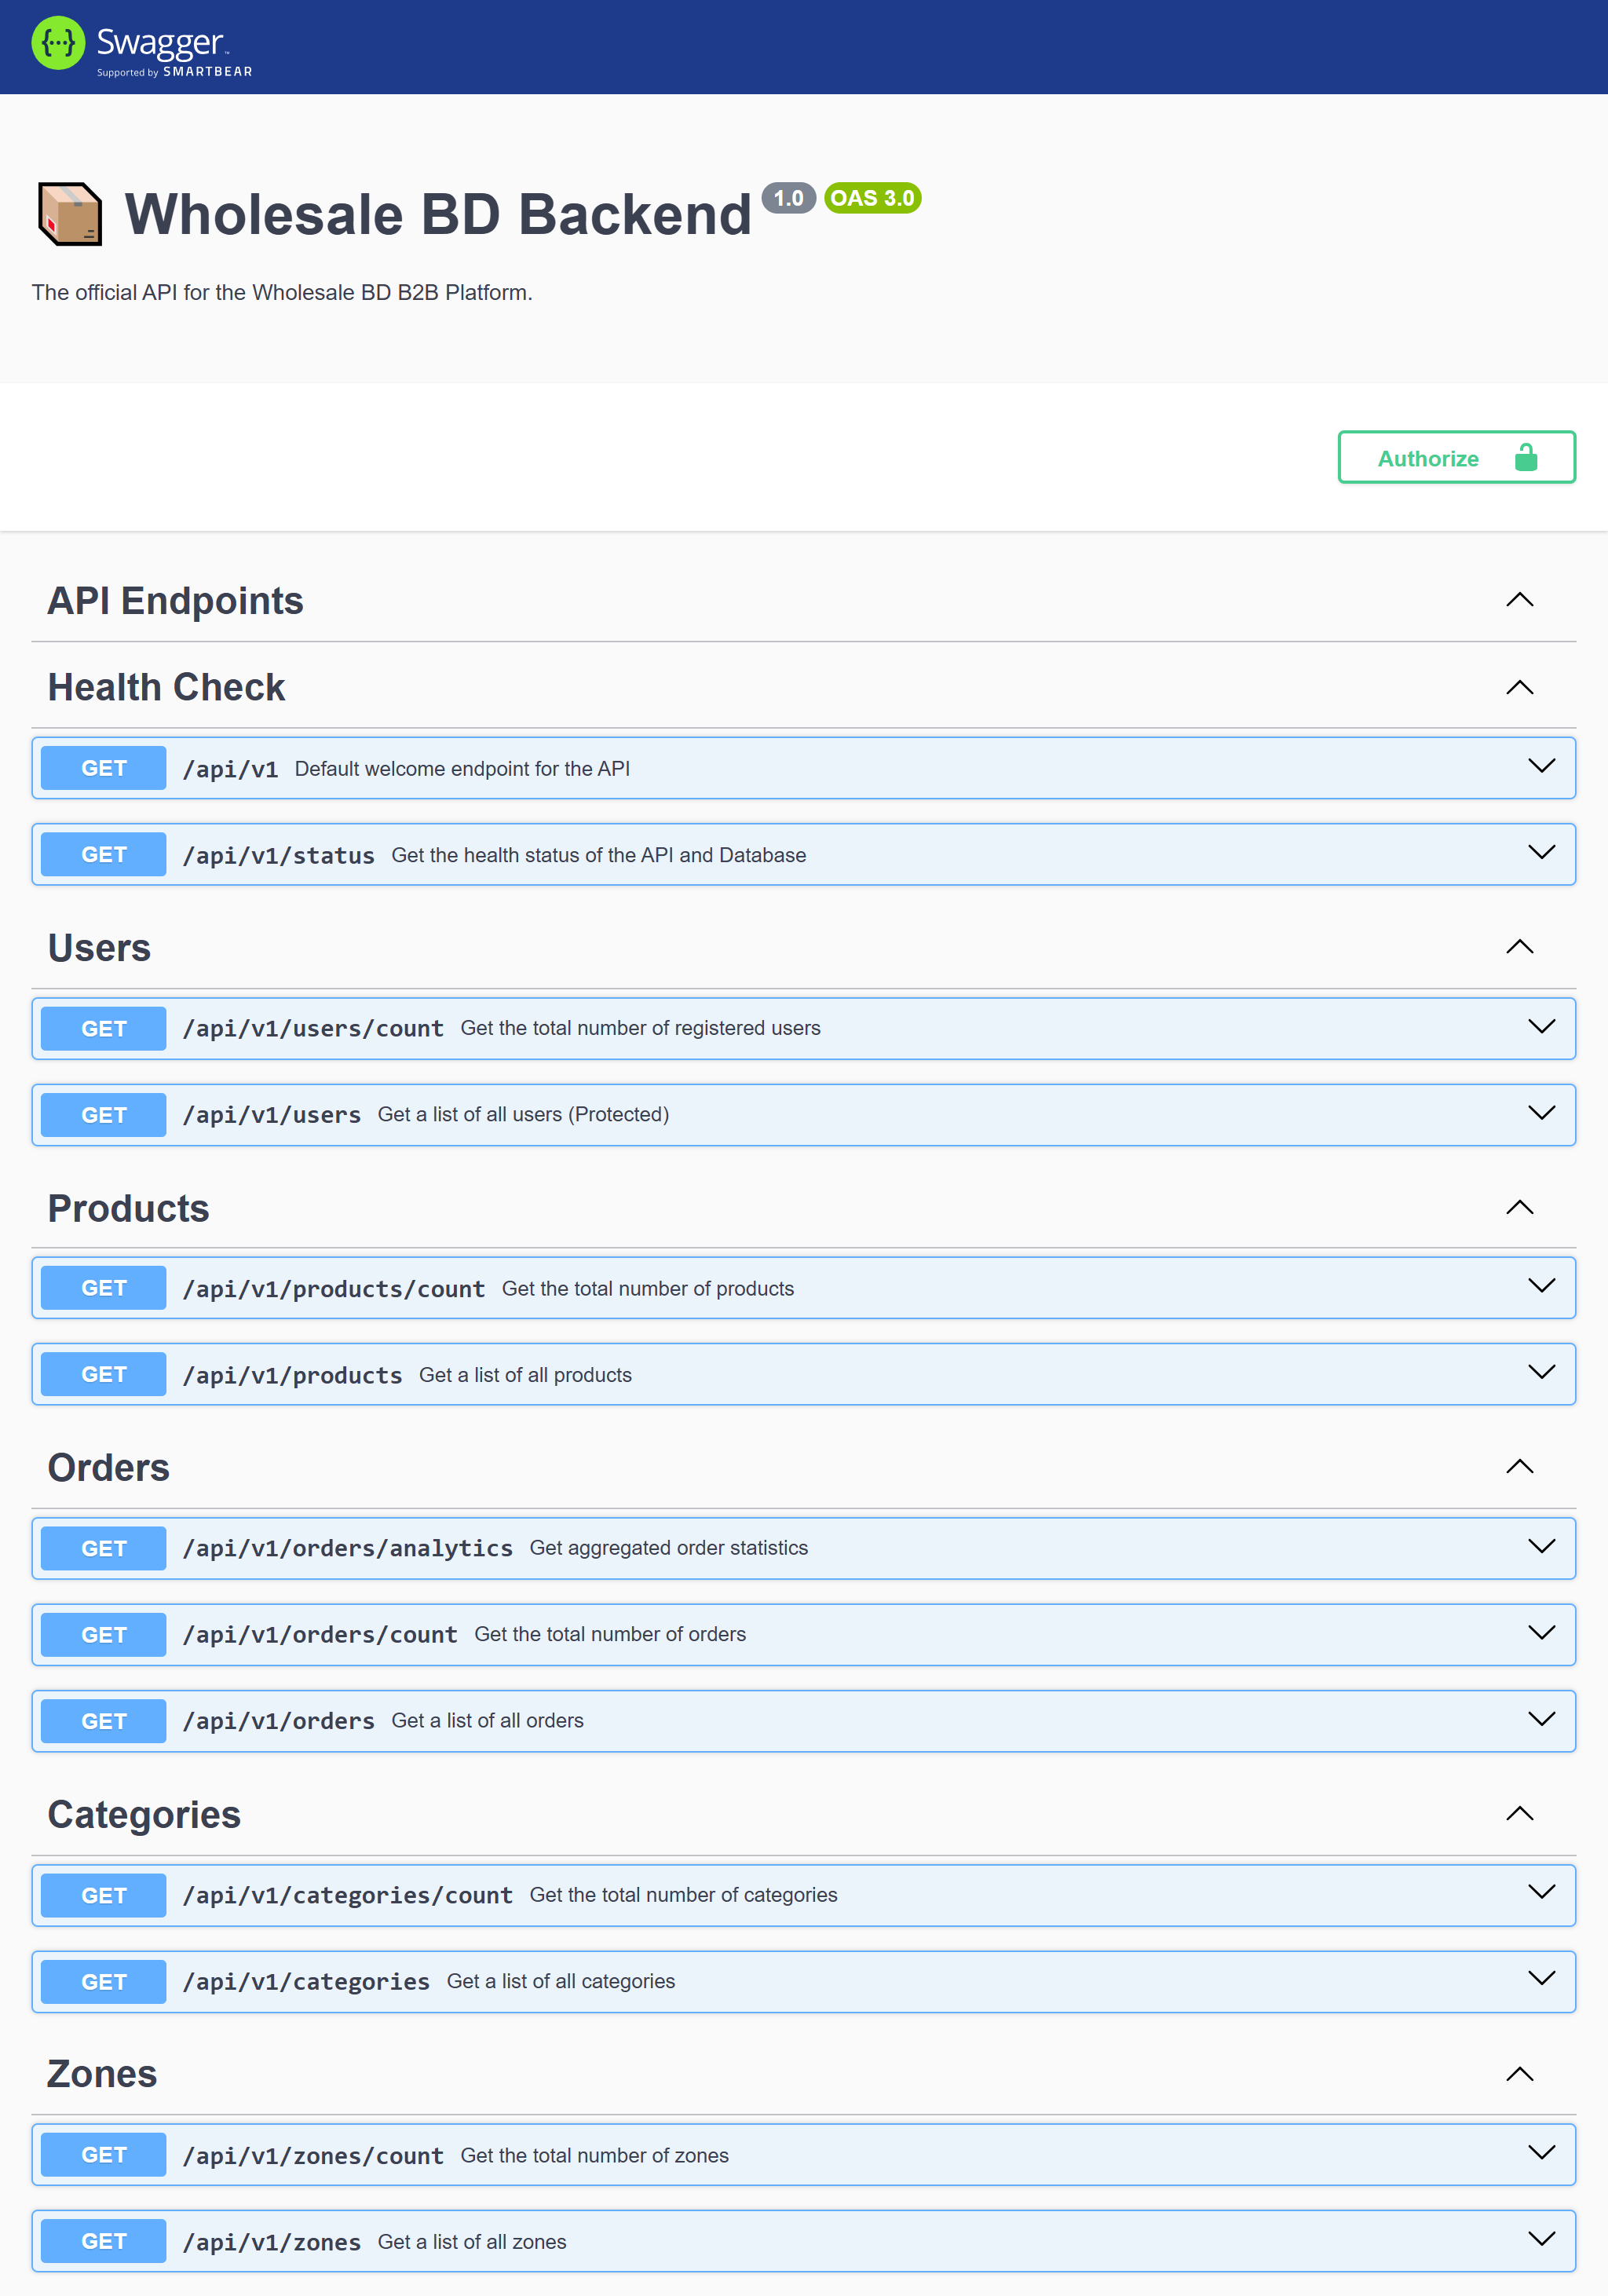 {···} Swagger™
Supported by SMARTBEAR
📦 Wholesale BD Backend 1.0 OAS 3.0
The official API for the Wholesale BD B2B Platform.
Authorize
API Endpoints
Health Check
GET /api/v1 Default welcome endpoint for the API
GET /api/v1/status Get the health status of the API and Database
Users
GET /api/v1/users/count Get the total number of registered users
GET /api/v1/users Get a list of all users (Protected)
Products
GET /api/v1/products/count Get the total number of products
GET /api/v1/products Get a list of all products
Orders
GET /api/v1/orders/analytics Get aggregated order statistics
GET /api/v1/orders/count Get the total number of orders
GET /api/v1/orders Get a list of all orders
Categories
GET /api/v1/categories/count Get the total number of categories
GET /api/v1/categories Get a list of all categories
Zones
GET /api/v1/zones/count Get the total number of zones
GET /api/v1/zones Get a list of all zones